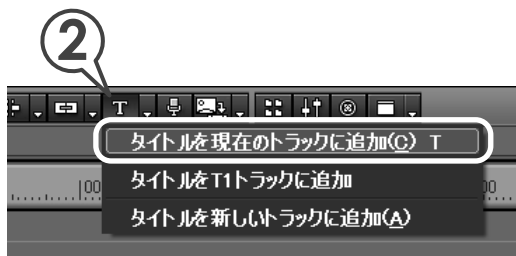 2
T
タイトルを現在のトラックに追加(C) T
00 タイトルをT1トラックに追加 00
タイトルを新しいトラックに追加(A)